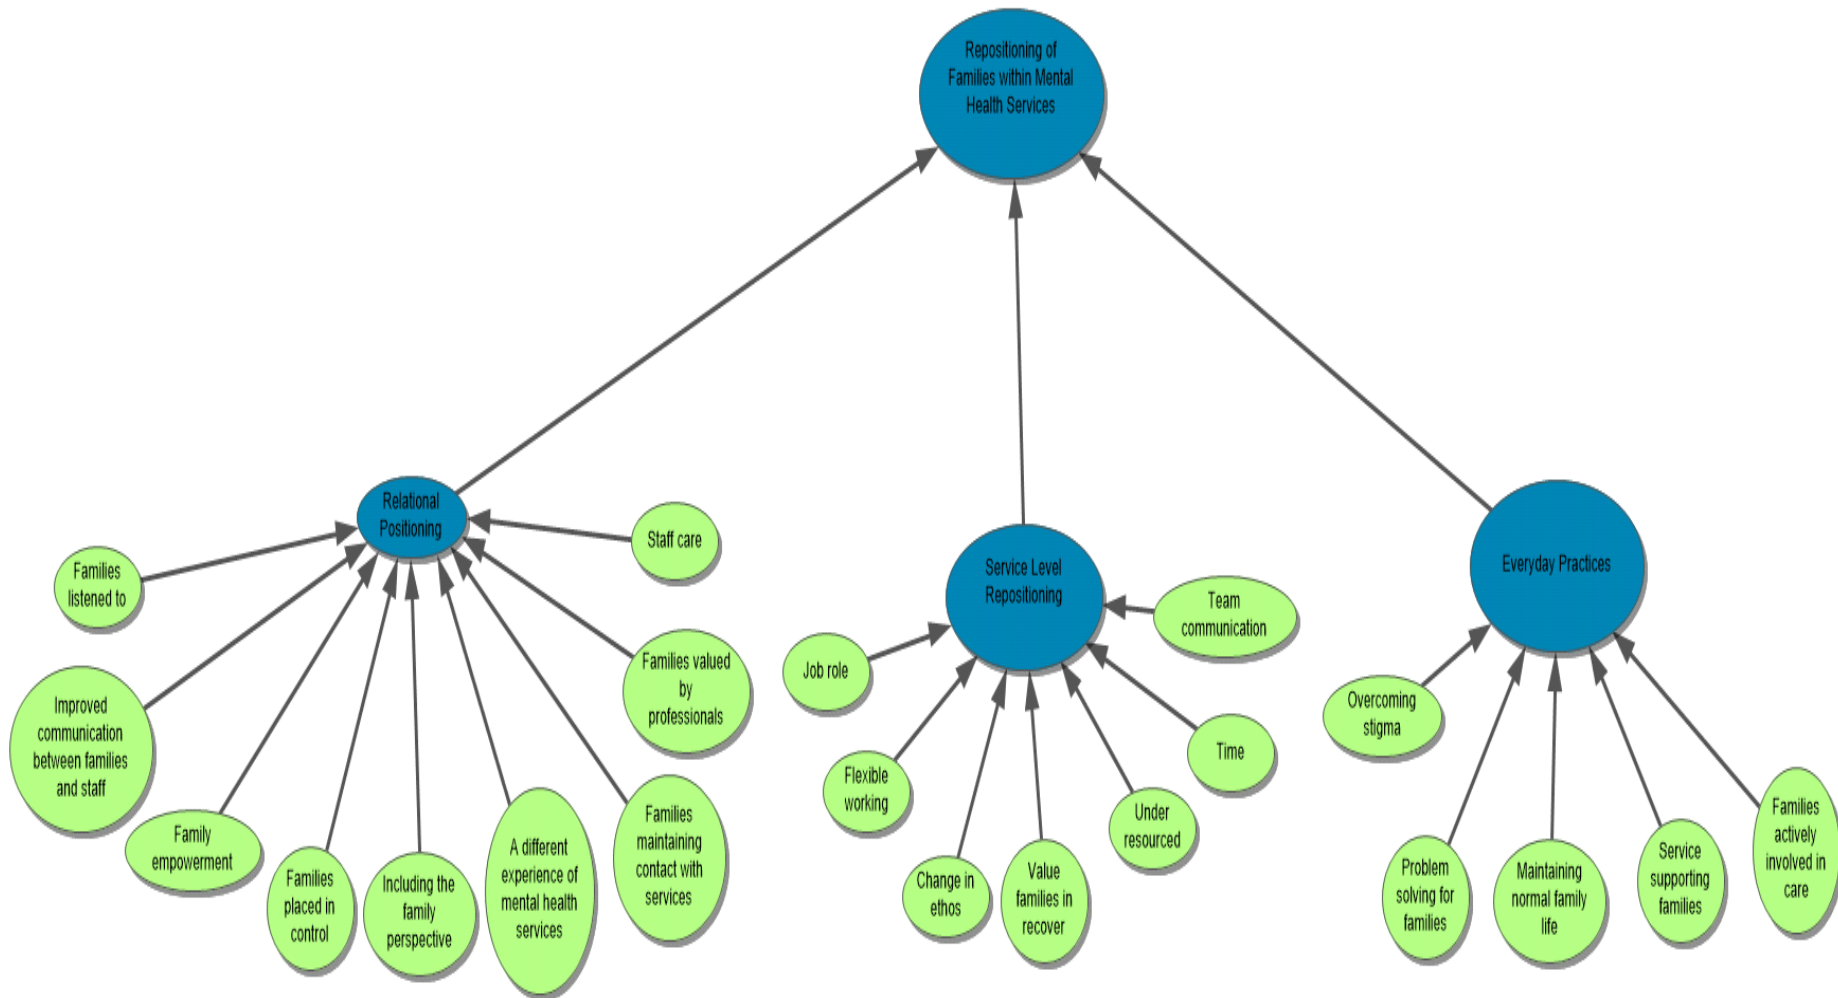 Repositioning of
Families within Mental
Health Services
Relational
Positioning
Families
listened to
Improved
communication
between families
and staff
Family
empowerment
Families
placed in
control
Including the
family
perspective
A different
experience of
mental health
services
Families
maintaining
contact with
services
Families valued
by
professionals
Staff care
Service Level
Repositioning
Job role
Flexible
working
Change in
ethos
Value
families in
recover
Under
resourced
Time
Team
communication
Everyday Practices
Overcoming
stigma
Problem
solving for
families
Maintaining
normal family
life
Service
supporting
families
Families
actively
involved in
care